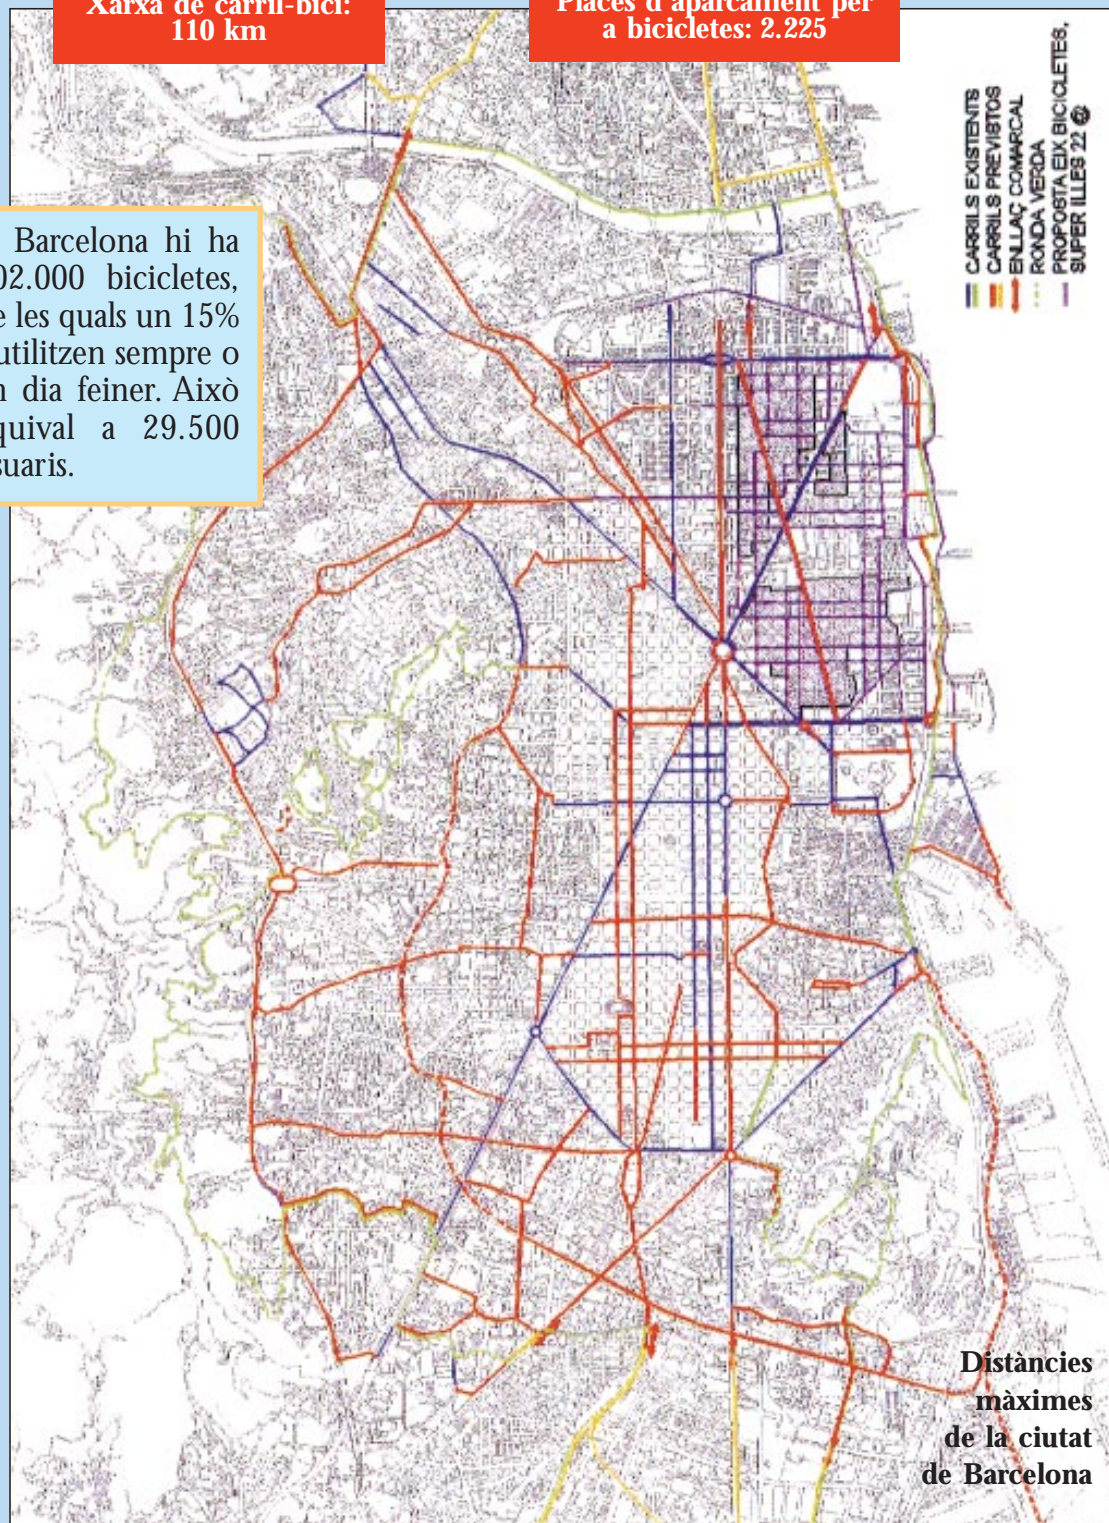 Xarxa de carril-bici:
110 km
Places d'aparcament per
a bicicletes: 2.225
Barcelona hi ha
02.000 bicicletes,
e les quals un 15%
utilitzen sempre o
n dia feiner. Això
quival a 29.500
suaris.
CARRILS EXISTENTS
CARRILS PREVISTOS
ENLLAÇ COMARCAL
RONDA VERDA
PROPOSTA EIX BICICLETES,
SUPER ILLES 22 @
Distàncies
màximes
de la ciutat
de Barcelona